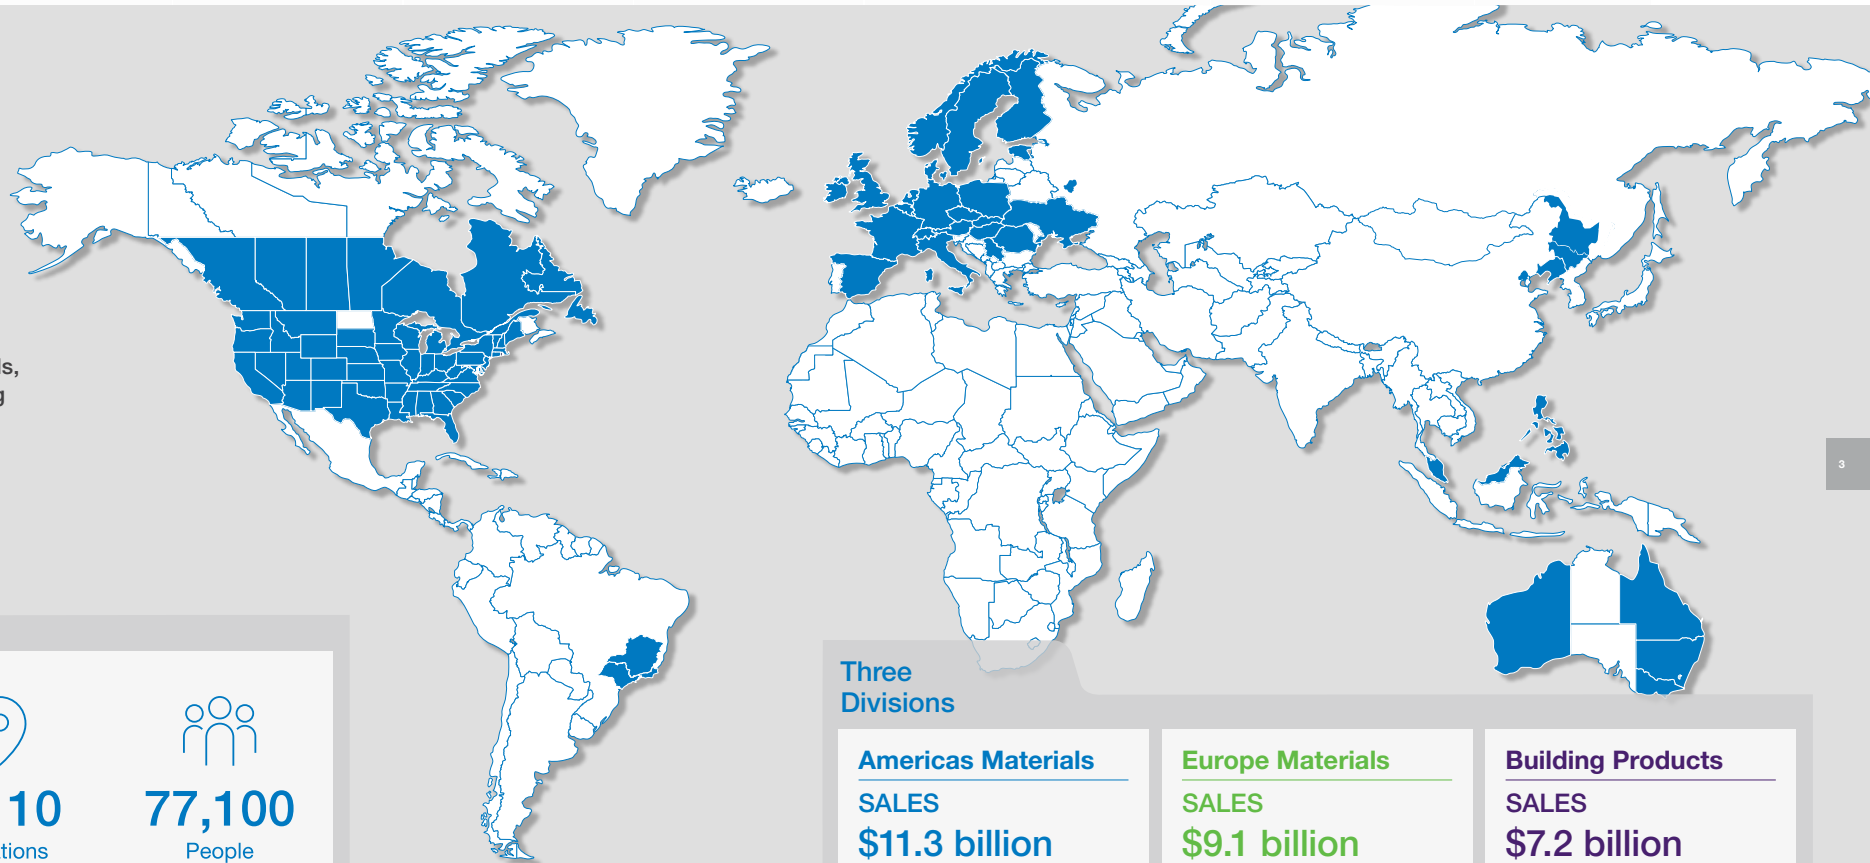 3
Three
Divisions
Americas Materials
SALES
$11.3 billion
Europe Materials
SALES
$9.1 billion
Building Products
SALES
$7.2 billion
10
77,100
People